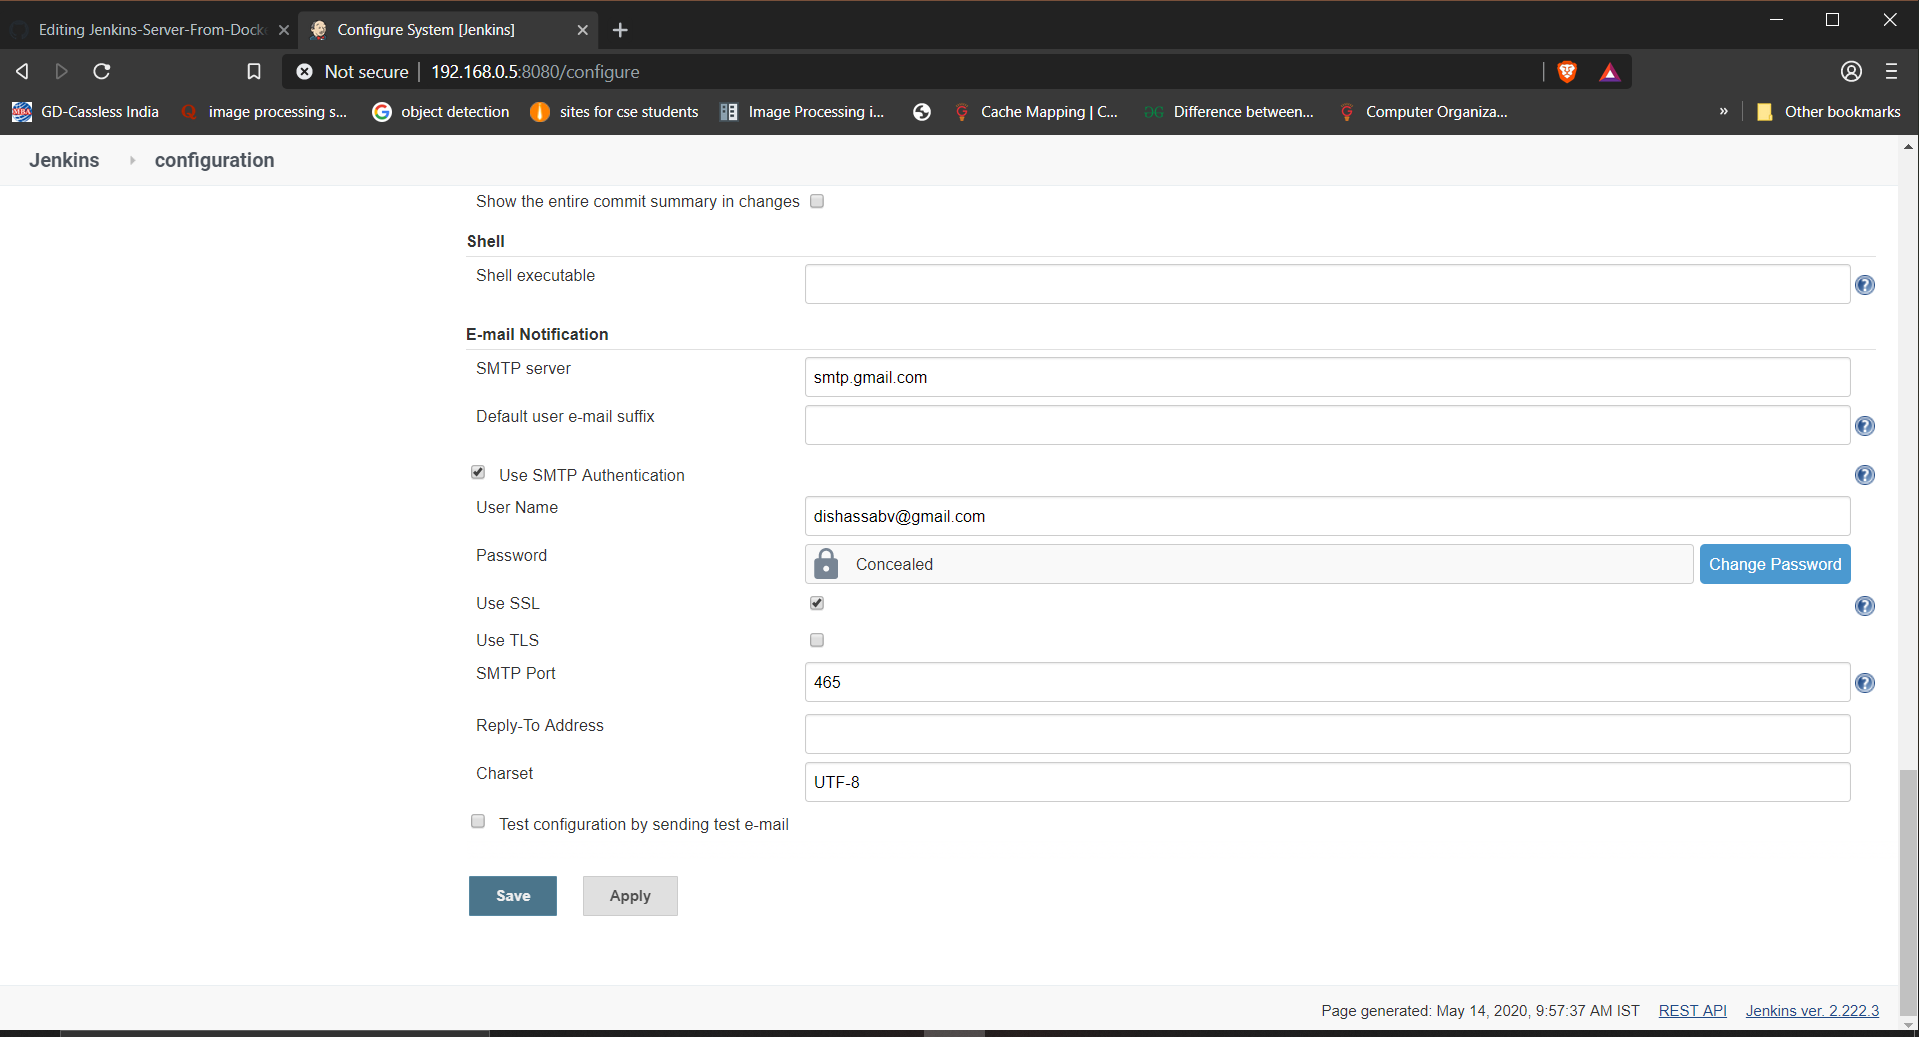 Editing Jenkins-Server-From-Dock
Configure System [Jenkins]
Not secure
192.168.0.5:8080/configure
GD-Cassless India
image processing s...
object detection
sites for cse students
Image Processing i...
Cache Mapping | C...
Difference between...
Computer Organiza...
»
Other bookmarks
Jenkins
configuration
Show the entire commit summary in changes
Shell
Shell executable
E-mail Notification
SMTP server
smtp.gmail.com
Default user e-mail suffix
Use SMTP Authentication
User Name
dishassabv@gmail.com
Password
Concealed
Change Password
Use SSL
Use TLS
SMTP Port
465
Reply-To Address
Charset
UTF-8
Test configuration by sending test e-mail
Save
Apply
Page generated: May 14, 2020, 9:57:37 AM IST
REST API
Jenkins ver. 2.222.3